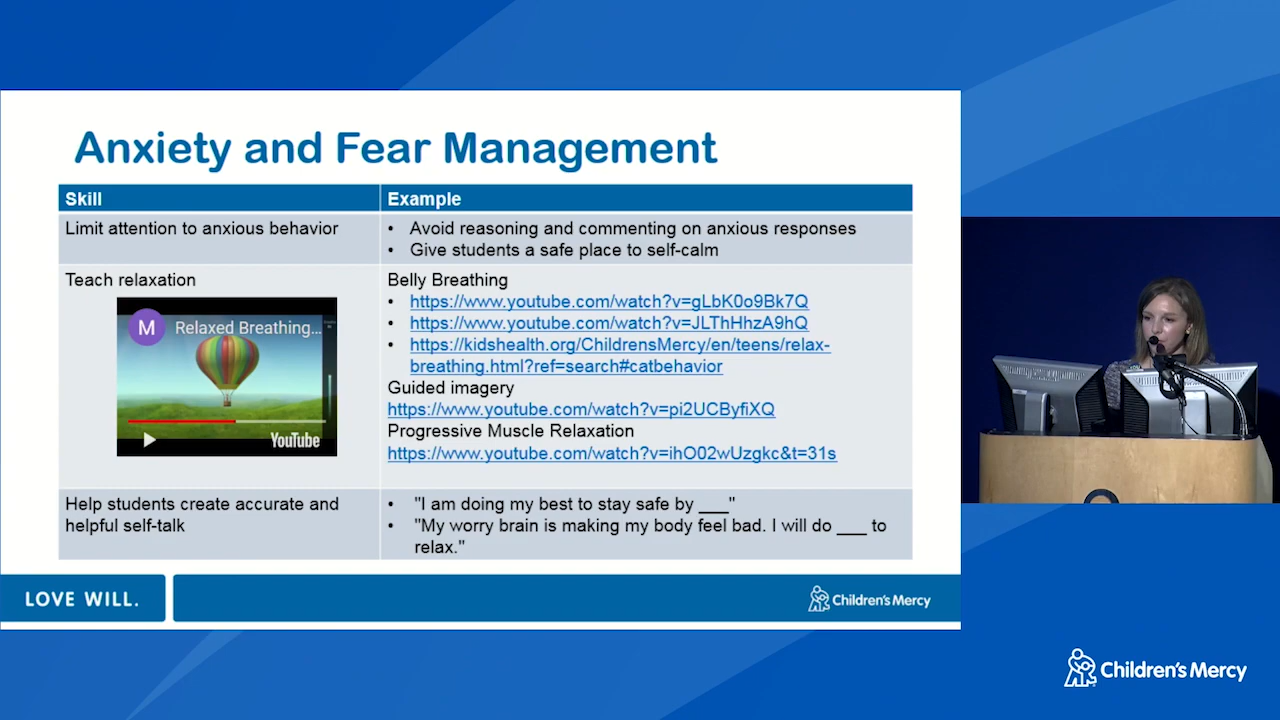 Anxiety and Fear Management
Skill
Example
Limit attention to anxious behavior
• Avoid reasoning and commenting on anxious responses
• Give students a safe place to self-calm
Teach relaxation
M
Relaxed Breathing...
YouTube
Belly Breathing
• https://www.youtube.com/watch?v=gLbK0o9Bk7Q
• https://www.youtube.com/watch?v=JLThHhzA9hQ
• https://kidshealth.org/ChildrensMercy/en/teens/relax-
breathing.html?ref=search#catbehavior
Guided imagery
https://www.youtube.com/watch?v=pi2UCByfiXQ
Progressive Muscle Relaxation
https://www.youtube.com/watch?v=ihO02wUzgkc&t=31s
Help students create accurate and
helpful self-talk
• "I am doing my best to stay safe by ___"
• "My worry brain is making my body feel bad. I will do ___ to
relax."
LOVE WILL.
Children's Mercy
Children's Mercy